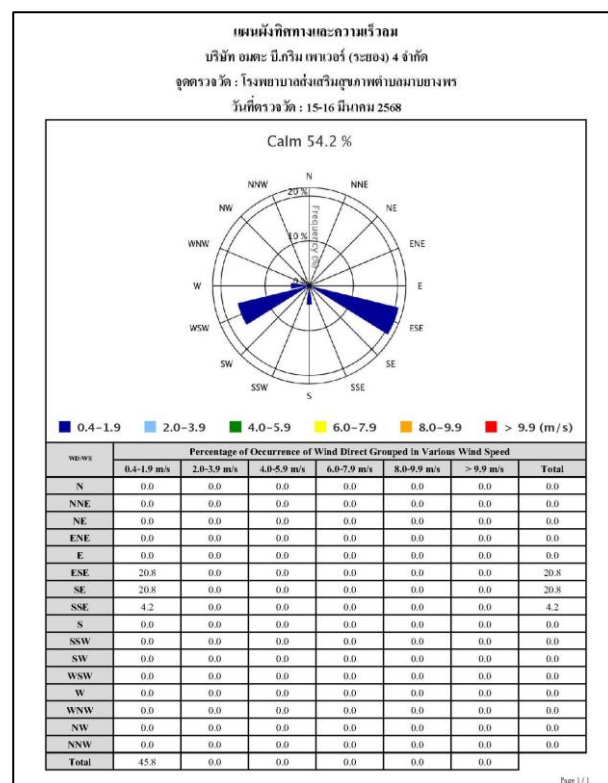 แผนผังทิศทางและความเร็วลม
บริษัท อมตะ บี.กริม เพาเวอร์ (ระยอง) 4 จำกัด
จุดตรวจวัด : โรงพยาบาลส่งเสริมสุขภาพตำบลมาบยางพร
วันที่ตรวจวัด : 15-16 มีนาคม 2568
Calm 54.2 %
N
NNW NNE
20 %
NW NE
Frequency (%)
WNW 10 % ENE
W E
WSW ESE
SW SE
SSW SSE
S
0.4-1.9 2.0-3.9 4.0-5.9 6.0-7.9 8.0-9.9 > 9.9 (m/s)
WD/WS Percentage of Occurrence of Wind Direct Grouped in Various Wind Speed
0.4-1.9 m/s 2.0-3.9 m/s 4.0-5.9 m/s 6.0-7.9 m/s 8.0-9.9 m/s > 9.9 m/s Total
N 0.0 0.0 0.0 0.0 0.0 0.0 0.0
NNE 0.0 0.0 0.0 0.0 0.0 0.0 0.0
NE 0.0 0.0 0.0 0.0 0.0 0.0 0.0
ENE 0.0 0.0 0.0 0.0 0.0 0.0 0.0
E 0.0 0.0 0.0 0.0 0.0 0.0 0.0
ESE 20.8 0.0 0.0 0.0 0.0 0.0 20.8
SE 20.8 0.0 0.0 0.0 0.0 0.0 20.8
SSE 4.2 0.0 0.0 0.0 0.0 0.0 4.2
S 0.0 0.0 0.0 0.0 0.0 0.0 0.0
SSW 0.0 0.0 0.0 0.0 0.0 0.0 0.0
SW 0.0 0.0 0.0 0.0 0.0 0.0 0.0
WSW 0.0 0.0 0.0 0.0 0.0 0.0 0.0
W 0.0 0.0 0.0 0.0 0.0 0.0 0.0
WNW 0.0 0.0 0.0 0.0 0.0 0.0 0.0
NW 0.0 0.0 0.0 0.0 0.0 0.0 0.0
NNW 0.0 0.0 0.0 0.0 0.0 0.0 0.0
Total 45.8 0.0 0.0 0.0 0.0 0.0
Page 1 / 1